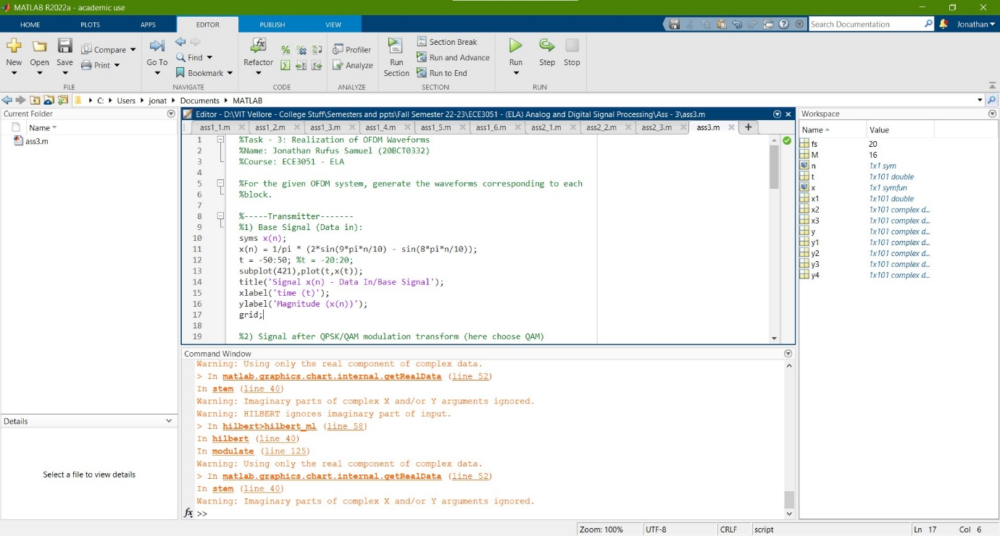 MATLAB R2022a - academic use
HOME PLOTS APPS EDITOR PUBLISH VIEW
Search Documentation
Jonathan
New Open Save Compare Print
Go To Find Bookmark
Refactor
Profiler
Analyze
Run Section
Section Break
Run and Advance
Run to End
Run Step Stop
FILE NAVIGATE CODE ANALYZE SECTION RUN
C: Users jonat Documents MATLAB
Current Folder
Name
ass3.m
Details
Select a file to view details
Editor - D:\VIT Vellore - College Stuff\Semesters and ppts\Fall Semester 22-23\ECE3051 - (ELA) Analog and Digital Signal Processing\Ass - 3\ass3.m
ass1_1.m ass1_2.m ass1_3.m ass1_4.m ass1_5.m ass1_6.m ass2_1.m ass2_2.m ass2_3.m ass3.m +
1 %Task - 3: Realization of OFDM Waveforms
2 %Name: Jonathan Rufus Samuel (20BCT0332)
3 %Course: ECE3051 - ELA
4
5 %For the given OFDM system, generate the waveforms corresponding to each
6 %block.
7
8 %-----Transmitter-------
9 %1) Base Signal (Data in):
10 syms x(n);
11 x(n) = 1/pi * (2*sin(9*pi*n/10) - sin(8*pi*n/10));
12 t = -50:50; %t = -20:20;
13 subplot(421),plot(t,x(t));
14 title('Signal x(n) - Data In/Base Signal');
15 xlabel('time (t)');
16 ylabel('Magnitude (x(n))');
17 grid;
18
19 %2) Signal after QPSK/QAM modulation transform (here choose QAM)
Command Window
Warning: Using only the real component of complex data.
> In matlab.graphics.chart.internal.getRealData (line 52)
In stem (line 40)
Warning: Imaginary parts of complex X and/or Y arguments ignored.
Warning: HILBERT ignores imaginary part of input.
> In hilbert>hilbert_ml (line 58)
In hilbert (line 40)
In modulate (line 125)
Warning: Using only the real component of complex data.
> In matlab.graphics.chart.internal.getRealData (line 52)
In stem (line 40)
Warning: Imaginary parts of complex X and/or Y arguments ignored.
fx >>
Workspace
Name Value
fs 20
M 16
n 1x1 sym
t 1x101 double
x 1x1 symfun
x1 1x101 double
x2 1x101 complex d...
x3 1x101 complex d...
y 1x101 complex d...
y1 1x101 complex d...
y2 1x101 complex d...
y3 1x101 complex d...
y4 1x101 complex d...
Zoom: 100% UTF-8 CRLF script Ln 17 Col 6